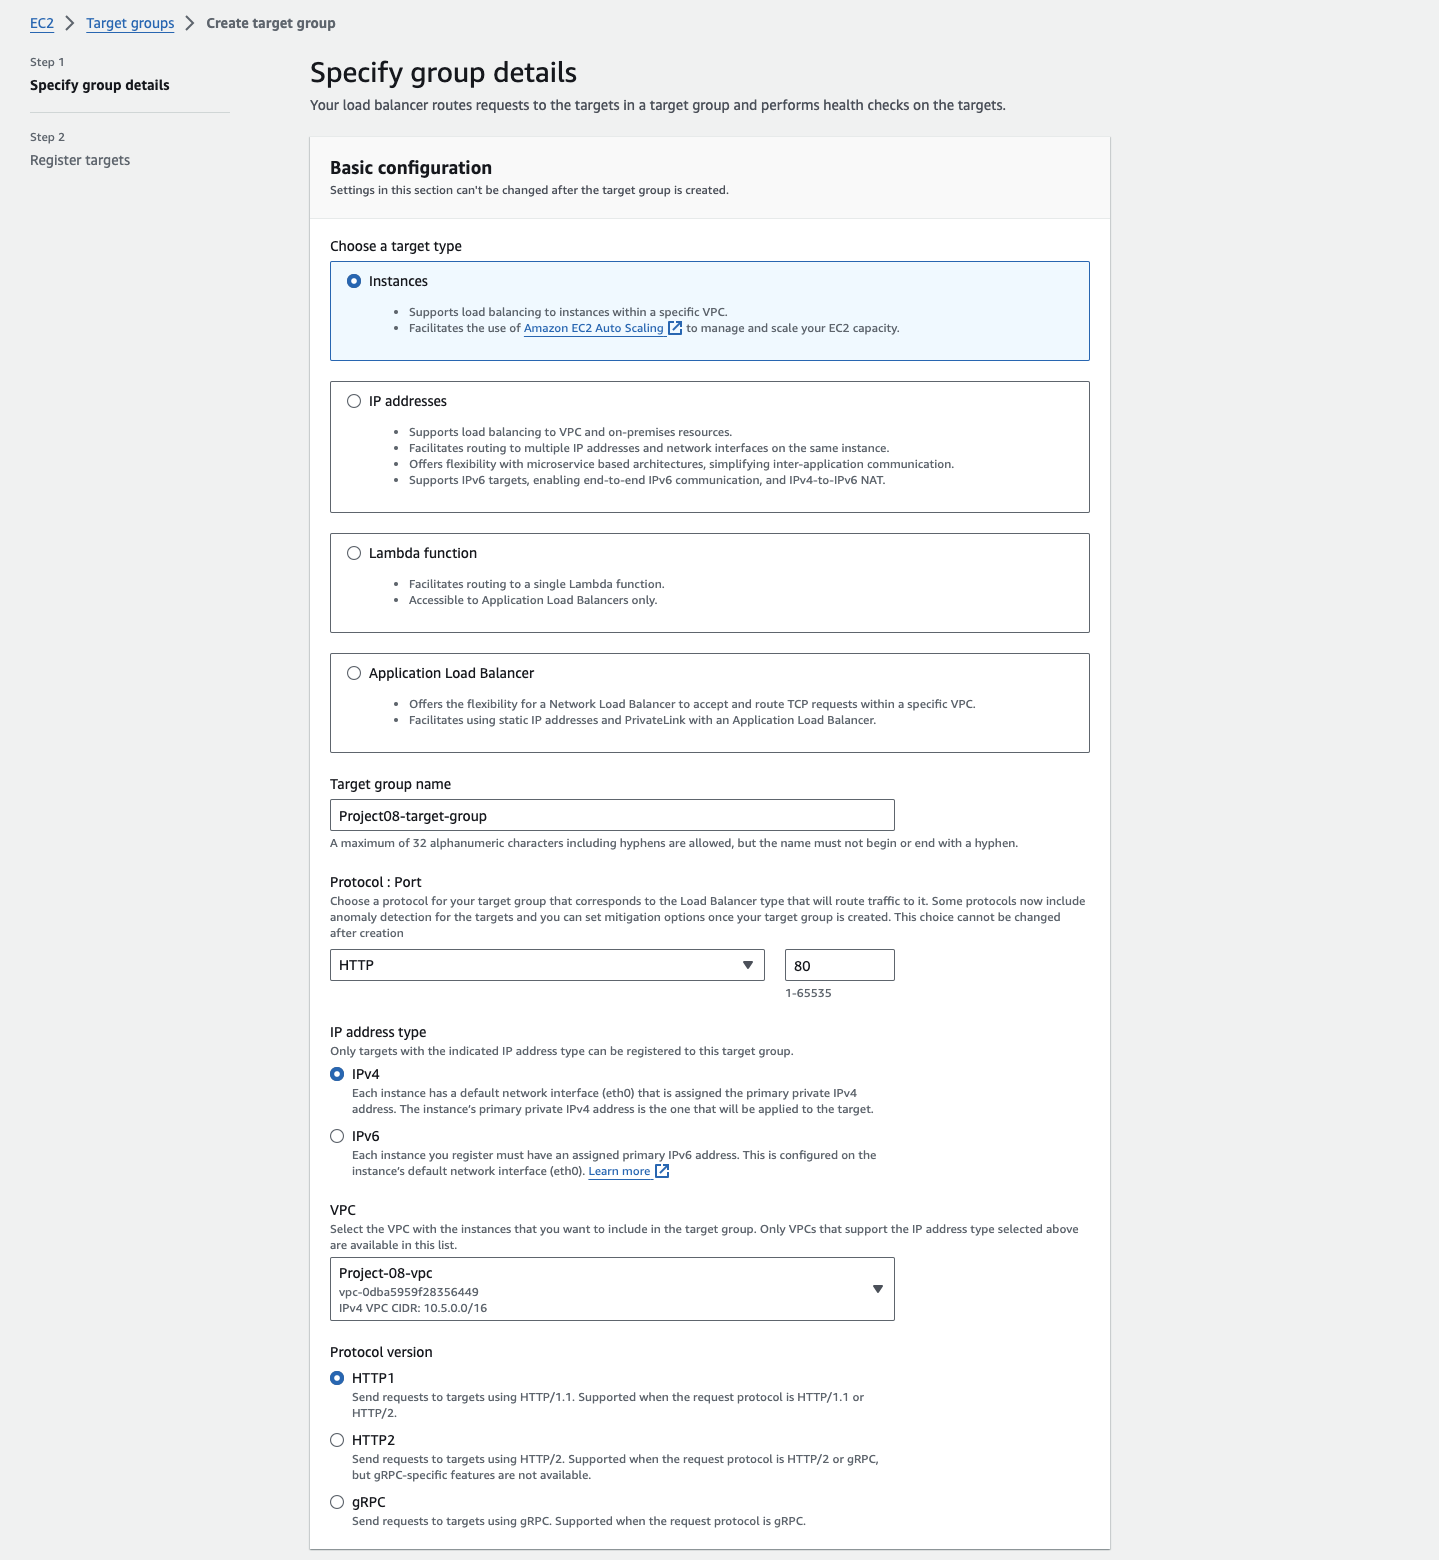 EC2 > Target groups > Create target group
Step 1
Specify group details
Step 2
Register targets
Specify group details
Your load balancer routes requests to the targets in a target group and performs health checks on the targets.
Basic configuration
Settings in this section can't be changed after the target group is created.
Choose a target type
Instances
• Supports load balancing to instances within a specific VPC.
• Facilitates the use of Amazon EC2 Auto Scaling to manage and scale your EC2 capacity.
IP addresses
• Supports load balancing to VPC and on-premises resources.
• Facilitates routing to multiple IP addresses and network interfaces on the same instance.
• Offers flexibility with microservice based architectures, simplifying inter-application communication.
• Supports IPv6 targets, enabling end-to-end IPv6 communication, and IPv4-to-IPv6 NAT.
Lambda function
• Facilitates routing to a single Lambda function.
• Accessible to Application Load Balancers only.
Application Load Balancer
• Offers the flexibility for a Network Load Balancer to accept and route TCP requests within a specific VPC.
• Facilitates using static IP addresses and PrivateLink with an Application Load Balancer.
Target group name
Project08-target-group
A maximum of 32 alphanumeric characters including hyphens are allowed, but the name must not begin or end with a hyphen.
Protocol : Port
Choose a protocol for your target group that corresponds to the Load Balancer type that will route traffic to it. Some protocols now include
anomaly detection for the targets and you can set mitigation options once your target group is created. This choice cannot be changed
after creation
HTTP
80
1-65535
IP address type
Only targets with the indicated IP address type can be registered to this target group.
IPv4
Each instance has a default network interface (eth0) that is assigned the primary private IPv4
address. The instance’s primary private IPv4 address is the one that will be applied to the target.
IPv6
Each instance you register must have an assigned primary IPv6 address. This is configured on the
instance’s default network interface (eth0). Learn more
VPC
Select the VPC with the instances that you want to include in the target group. Only VPCs that support the IP address type selected above
are available in this list.
Project-08-vpc
vpc-0dba5959f28356449
IPv4 VPC CIDR: 10.5.0.0/16
Protocol version
HTTP1
Send requests to targets using HTTP/1.1. Supported when the request protocol is HTTP/1.1 or
HTTP/2.
HTTP2
Send requests to targets using HTTP/2. Supported when the request protocol is HTTP/2 or gRPC,
but gRPC-specific features are not available.
gRPC
Send requests to targets using gRPC. Supported when the request protocol is gRPC.